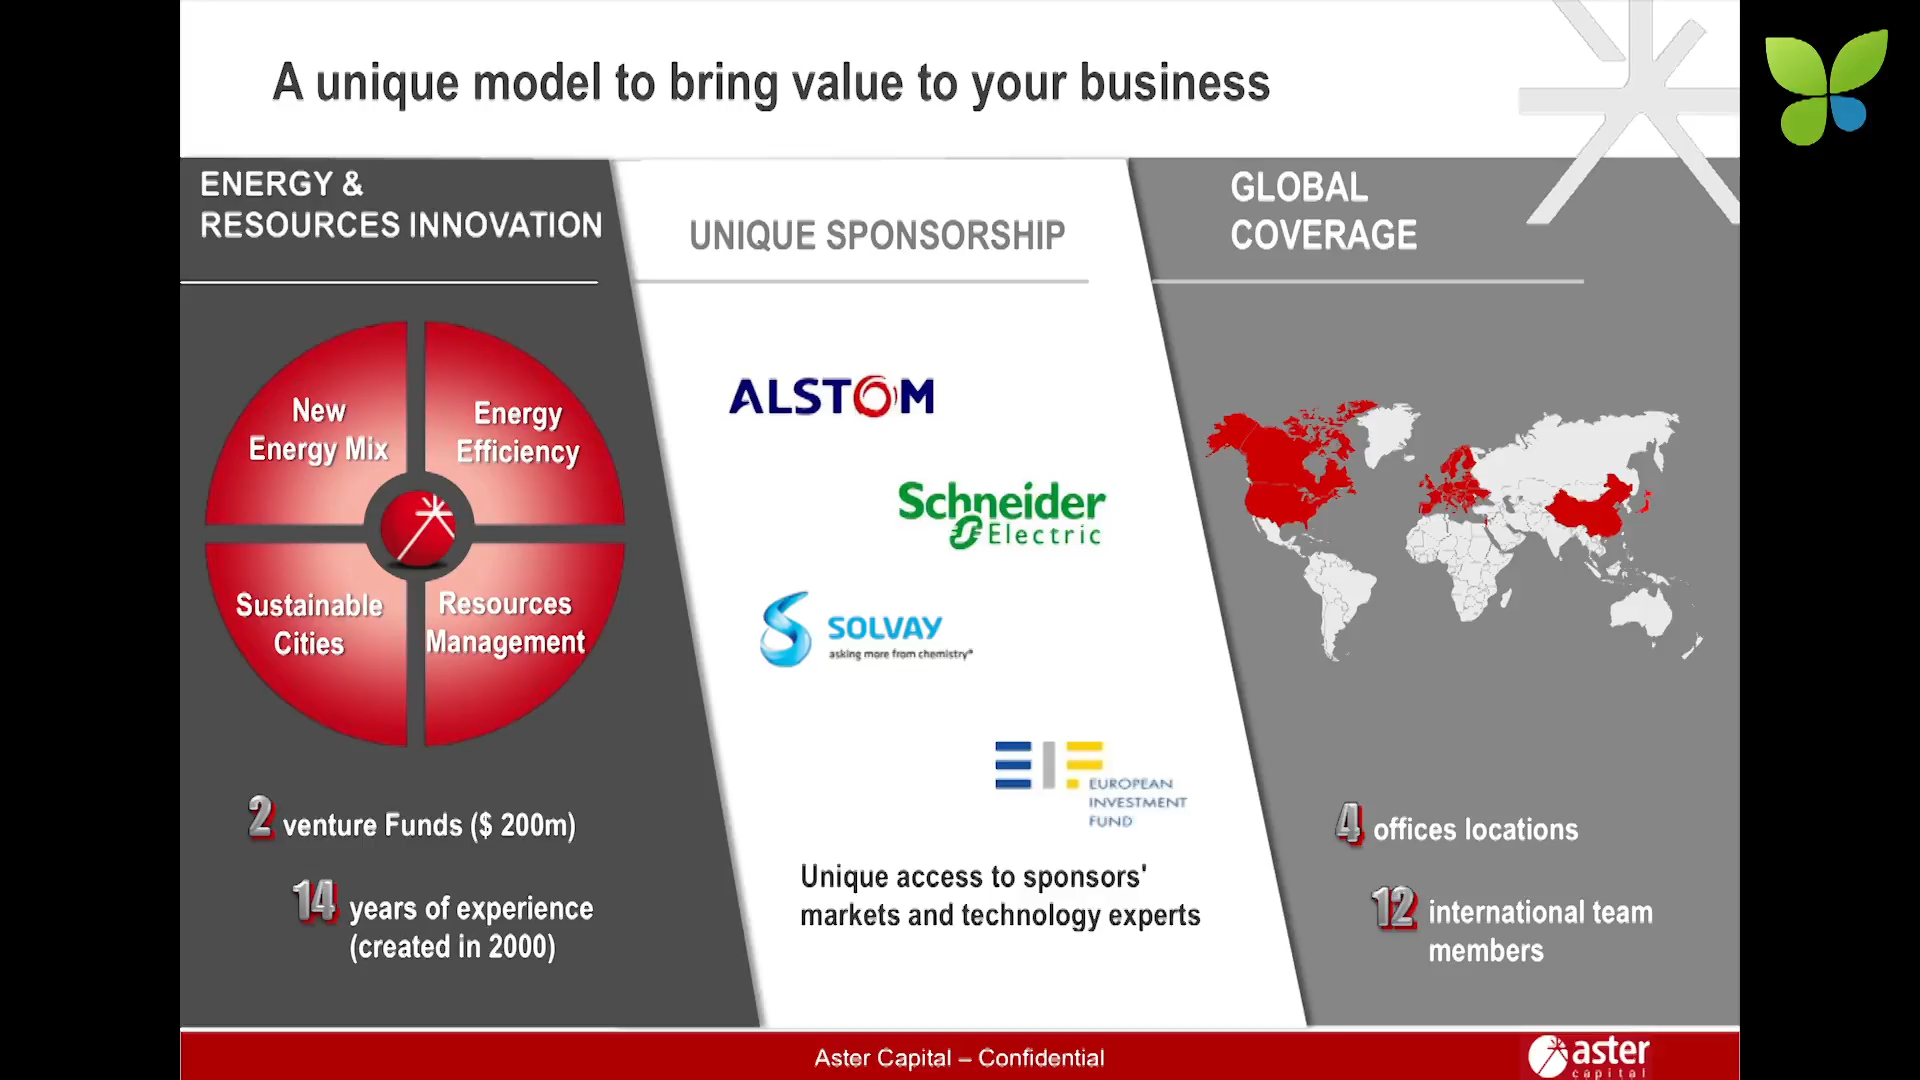 A unique model to bring value to your business
ENERGY &
RESOURCES INNOVATION
New
Energy Mix
Energy
Efficiency
Sustainable
Cities
Resources
Management
2 venture Funds ($ 200m)
14 years of experience
(created in 2000)
UNIQUE SPONSORSHIP
ALSTOM
Schneider
Electric
SOLVAY
asking more from chemistry®
EIF
EUROPEAN
INVESTMENT
FUND
Unique access to sponsors'
markets and technology experts
GLOBAL
COVERAGE
4 offices locations
12 international team
members
Aster Capital – Confidential
aster
capital